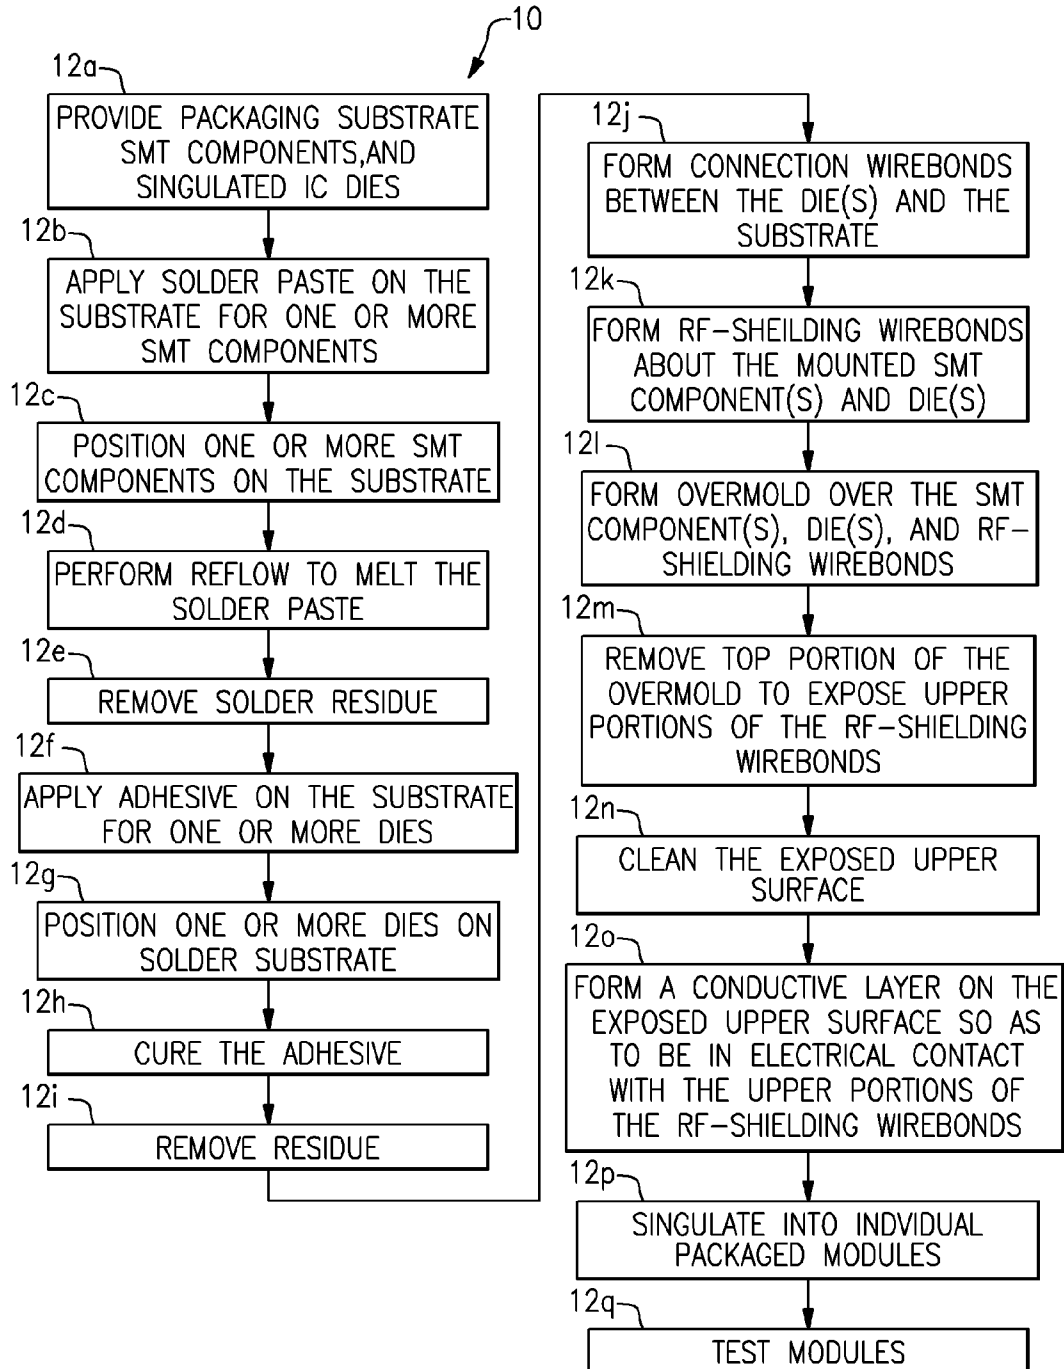 10
12a
PROVIDE PACKAGING SUBSTRATE
SMT COMPONENTS,AND
SINGULATED IC DIES
12b
APPLY SOLDER PASTE ON THE
SUBSTRATE FOR ONE OR MORE
SMT COMPONENTS
12c
POSITION ONE OR MORE SMT
COMPONENTS ON THE SUBSTRATE
12d
PERFORM REFLOW TO MELT THE
SOLDER PASTE
12e
REMOVE SOLDER RESIDUE
12f
APPLY ADHESIVE ON THE SUBSTRATE
FOR ONE OR MORE DIES
12g
POSITION ONE OR MORE DIES ON
SOLDER SUBSTRATE
12h
CURE THE ADHESIVE
12i
REMOVE RESIDUE
12j
FORM CONNECTION WIREBONDS
BETWEEN THE DIE(S) AND THE
SUBSTRATE
12k
FORM RF-SHEILDING WIREBONDS
ABOUT THE MOUNTED SMT
COMPONENT(S) AND DIE(S)
12l
FORM OVERMOLD OVER THE SMT
COMPONENT(S), DIE(S), AND RF-
SHIELDING WIREBONDS
12m
REMOVE TOP PORTION OF THE
OVERMOLD TO EXPOSE UPPER
PORTIONS OF THE RF-SHIELDING
WIREBONDS
12n
CLEAN THE EXPOSED UPPER
SURFACE
12o
FORM A CONDUCTIVE LAYER ON THE
EXPOSED UPPER SURFACE SO AS
TO BE IN ELECTRICAL CONTACT
WITH THE UPPER PORTIONS OF
THE RF-SHIELDING WIREBONDS
12p
SINGULATE INTO INDVIDUAL
PACKAGED MODULES
12q
TEST MODULES